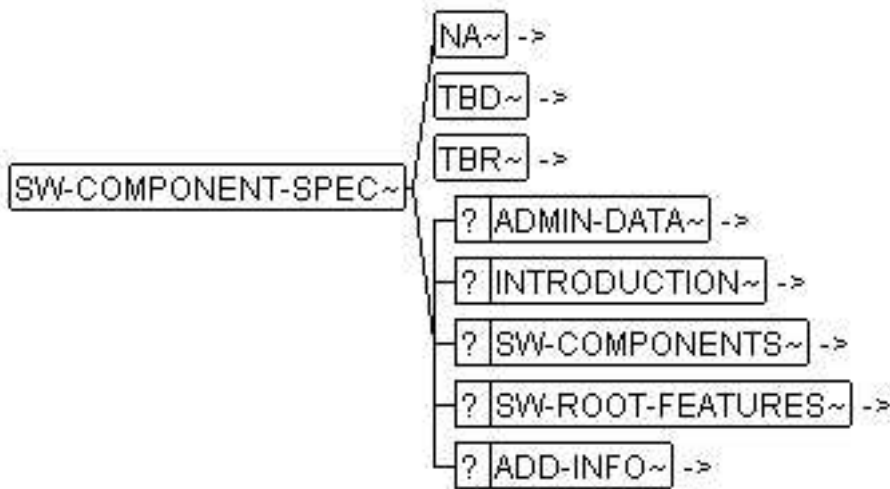 NA~ ->
TBD~ ->
TBR~ ->
SW-COMPONENT-SPEC~
? ADMIN-DATA~ ->
? INTRODUCTION~ ->
? SW-COMPONENTS~ ->
? SW-ROOT-FEATURES~ ->
? ADD-INFO~ ->